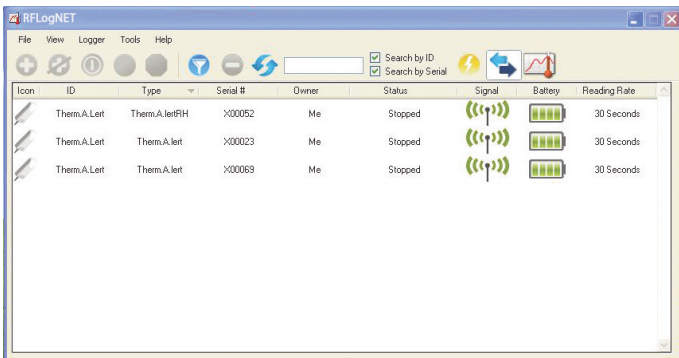 RFLogNET
File View Logger Tools Help
Search by ID
Search by Serial
Icon ID Type Serial # Owner Status Signal Battery Reading Rate
Therm.A.Lert Therm.A.lertRH X00052 Me Stopped 30 Seconds
Therm.A.Lert Therm.A.lert X00023 Me Stopped 30 Seconds
Therm.A.Lert Therm.A.lert X00069 Me Stopped 30 Seconds